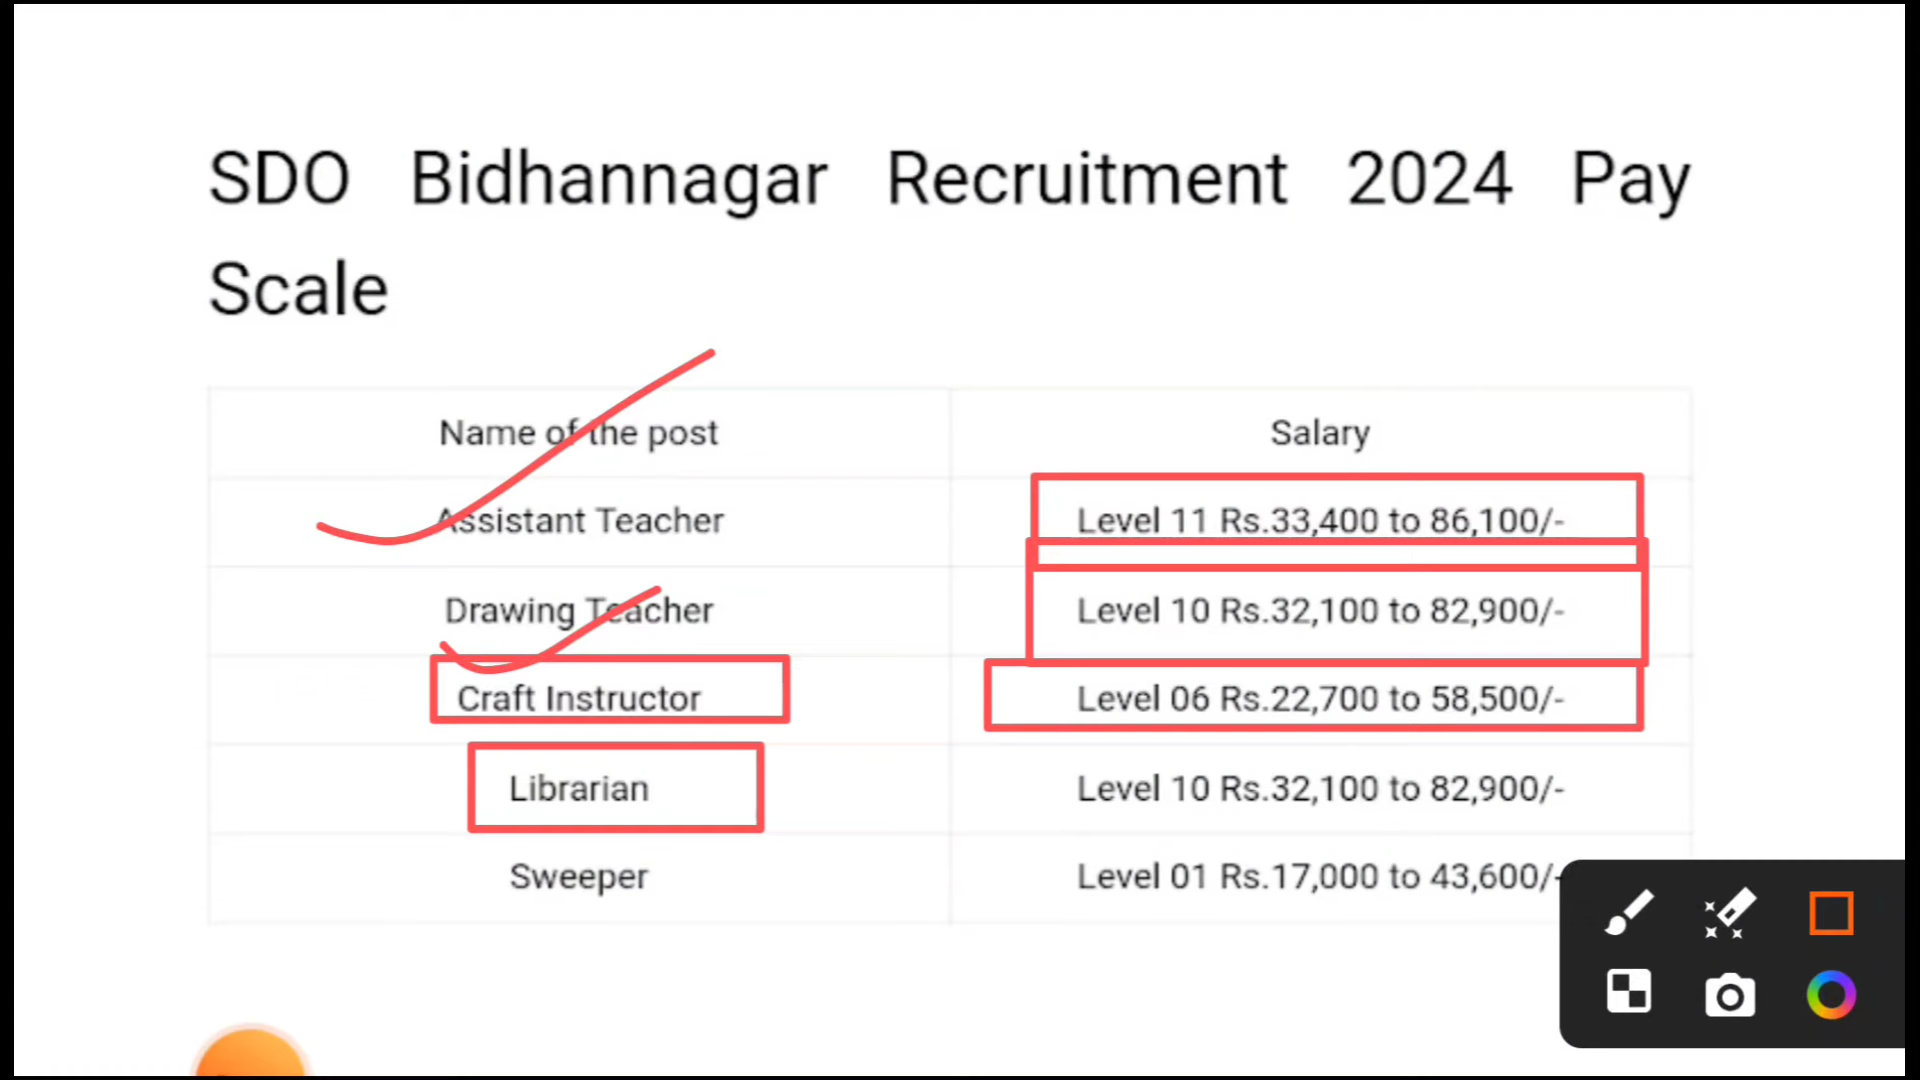 SDO Bidhannagar Recruitment 2024 Pay
Scale
Name of the post Salary
Assistant Teacher Level 11 Rs.33,400 to 86,100/-
Drawing Teacher Level 10 Rs.32,100 to 82,900/-
Craft Instructor Level 06 Rs.22,700 to 58,500/-
Librarian Level 10 Rs.32,100 to 82,900/-
Sweeper Level 01 Rs.17,000 to 43,600/-